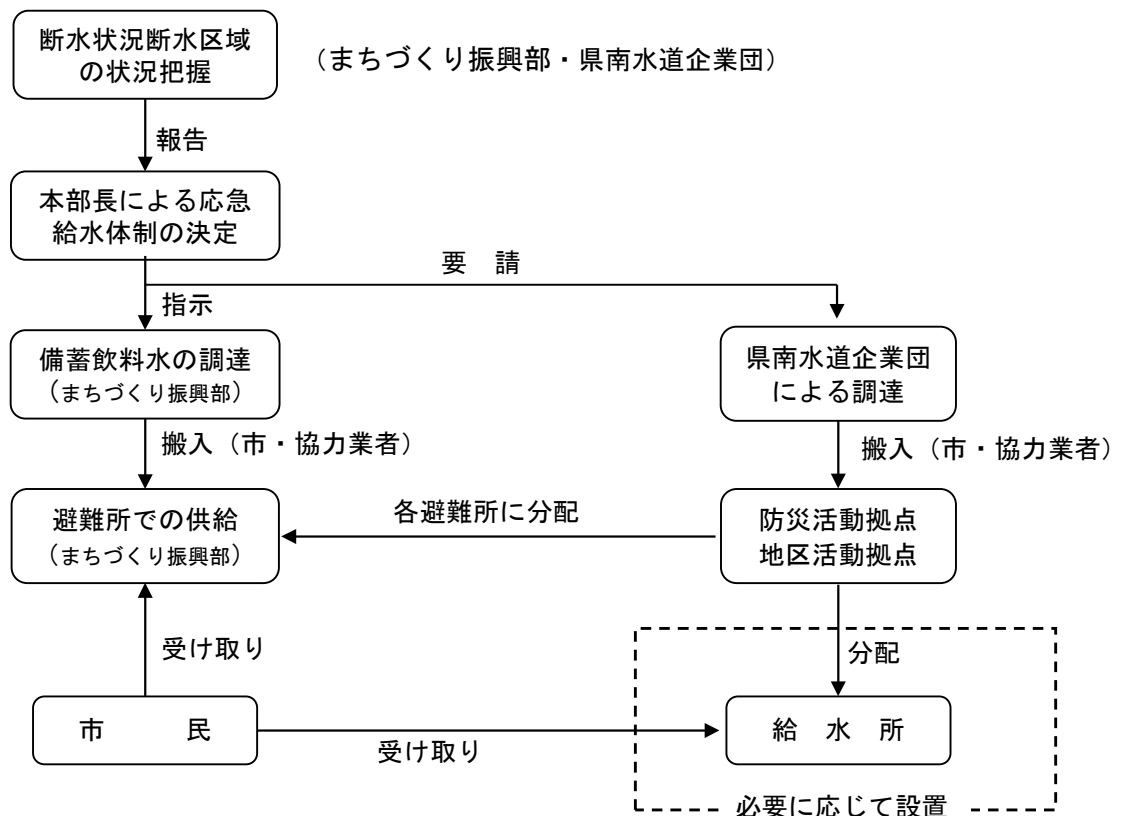 断水状況断水区域
の状況把握
（まちづくり振興部・県南水道企業団）
報告
本部長による応急
給水体制の決定
要　請
指示
備蓄飲料水の調達
（まちづくり振興部）
県南水道企業団
による調達
搬入（市・協力業者）
搬入（市・協力業者）
避難所での供給
（まちづくり振興部）
各避難所に分配
防災活動拠点
地区活動拠点
受け取り
分配
市　　　民
受け取り
給　水　所
必要に応じて設置